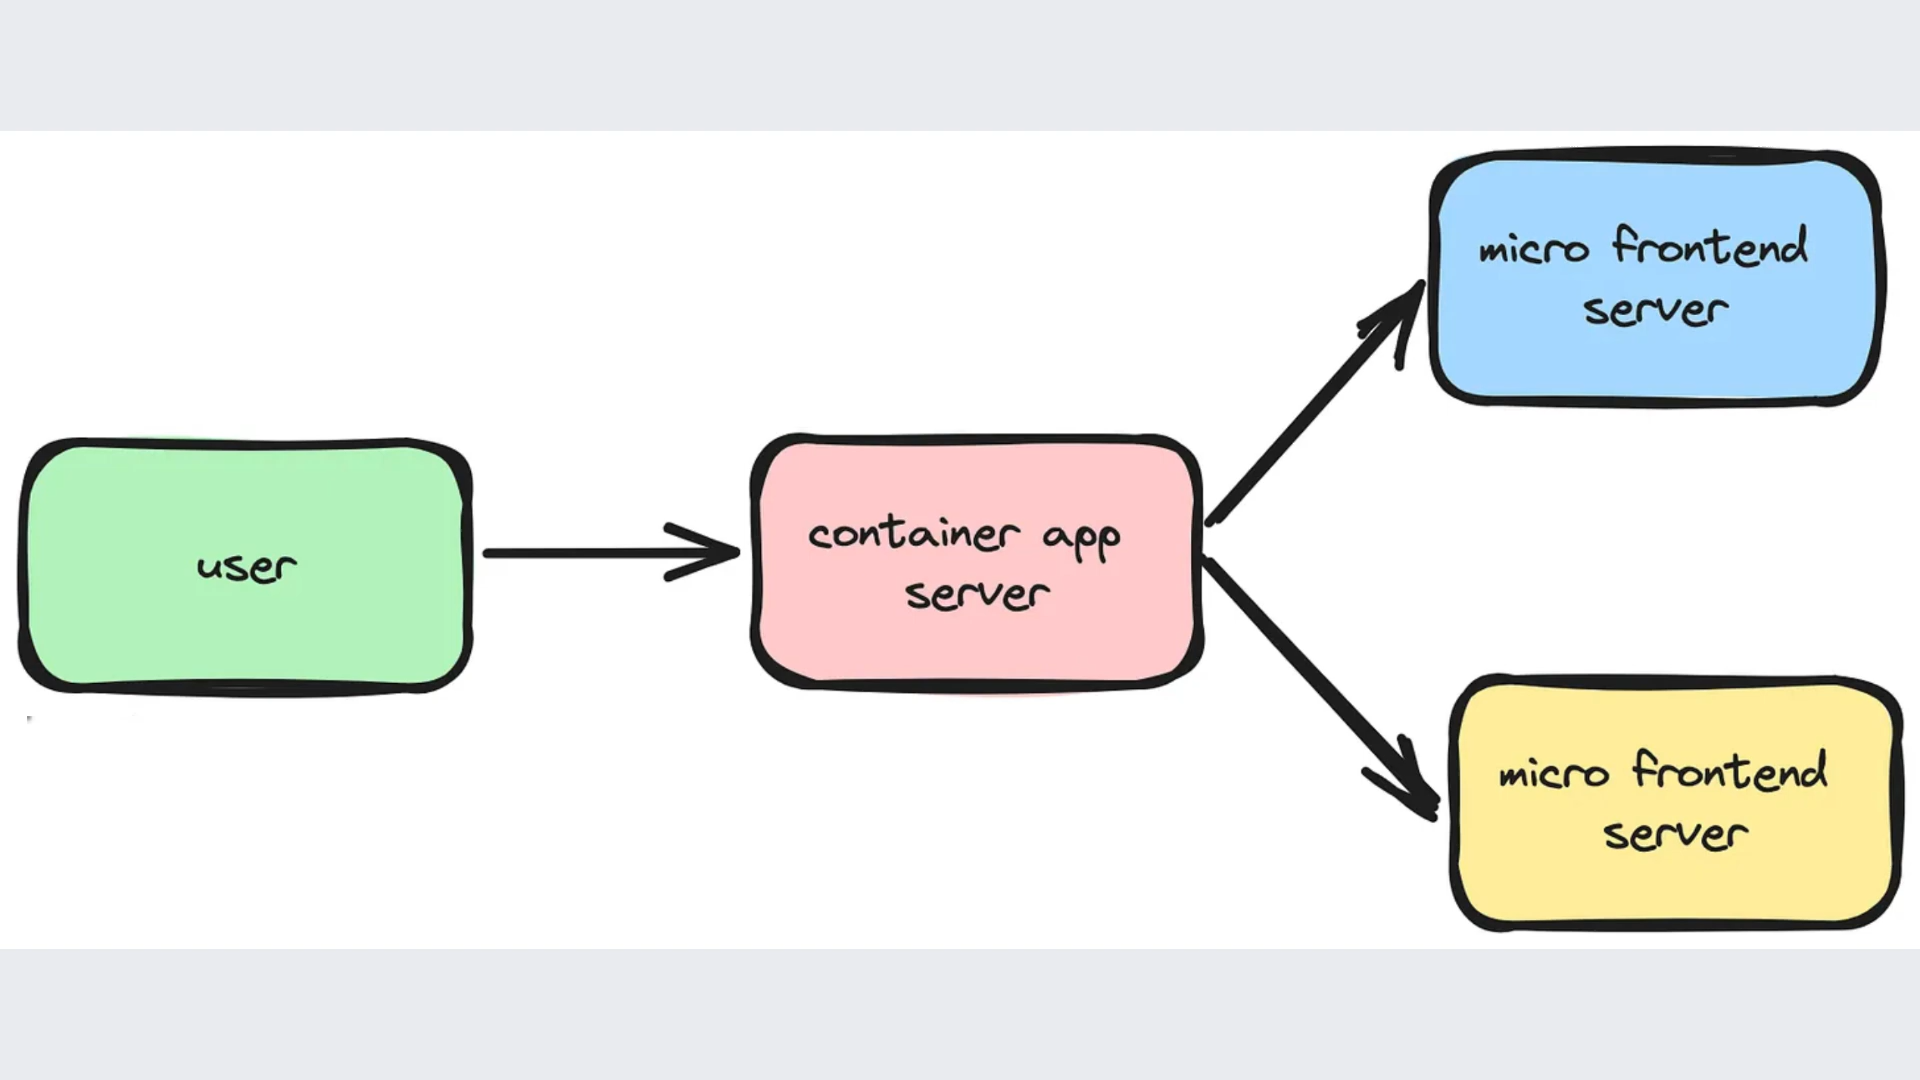 user
container app
server
micro frontend
server
micro frontend
server